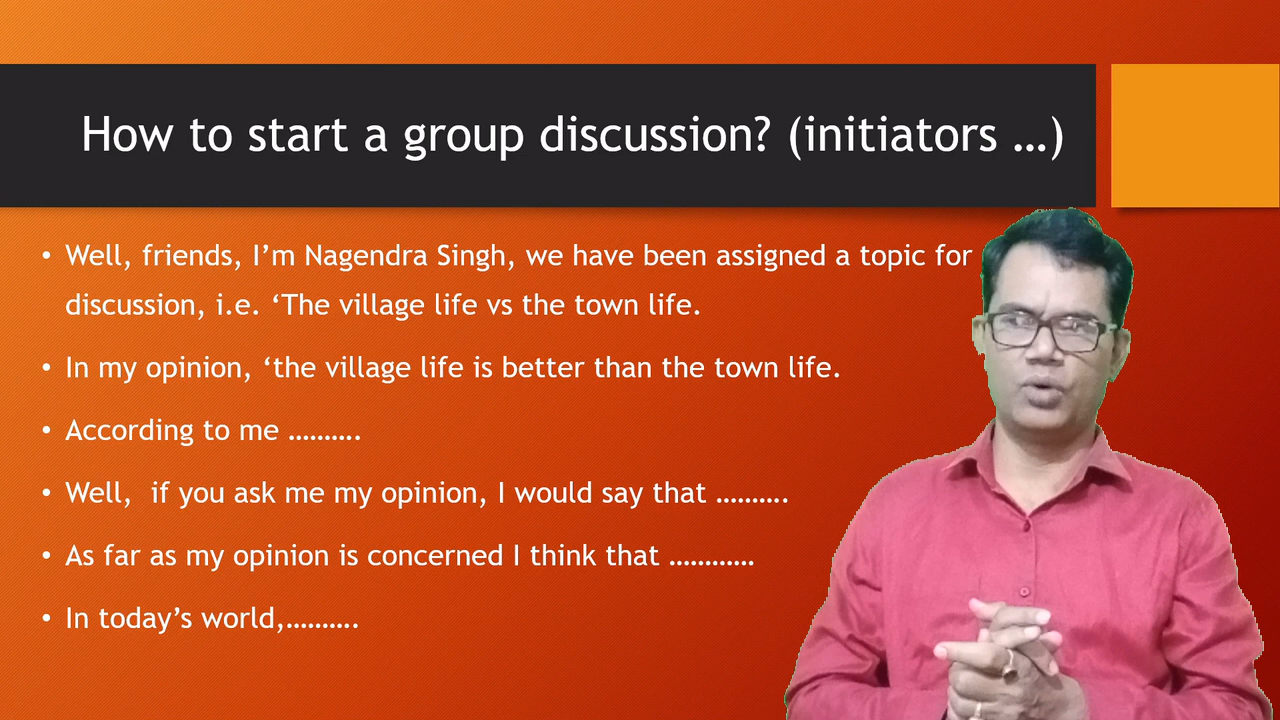 How to start a group discussion? (initiators …)
• Well, friends, I’m Nagendra Singh, we have been assigned a topic for
discussion, i.e. ‘The village life vs the town life.
• In my opinion, ‘the village life is better than the town life.
• According to me ……….
• Well,  if you ask me my opinion, I would say that ……….
• As far as my opinion is concerned I think that …………
• In today’s world,……….